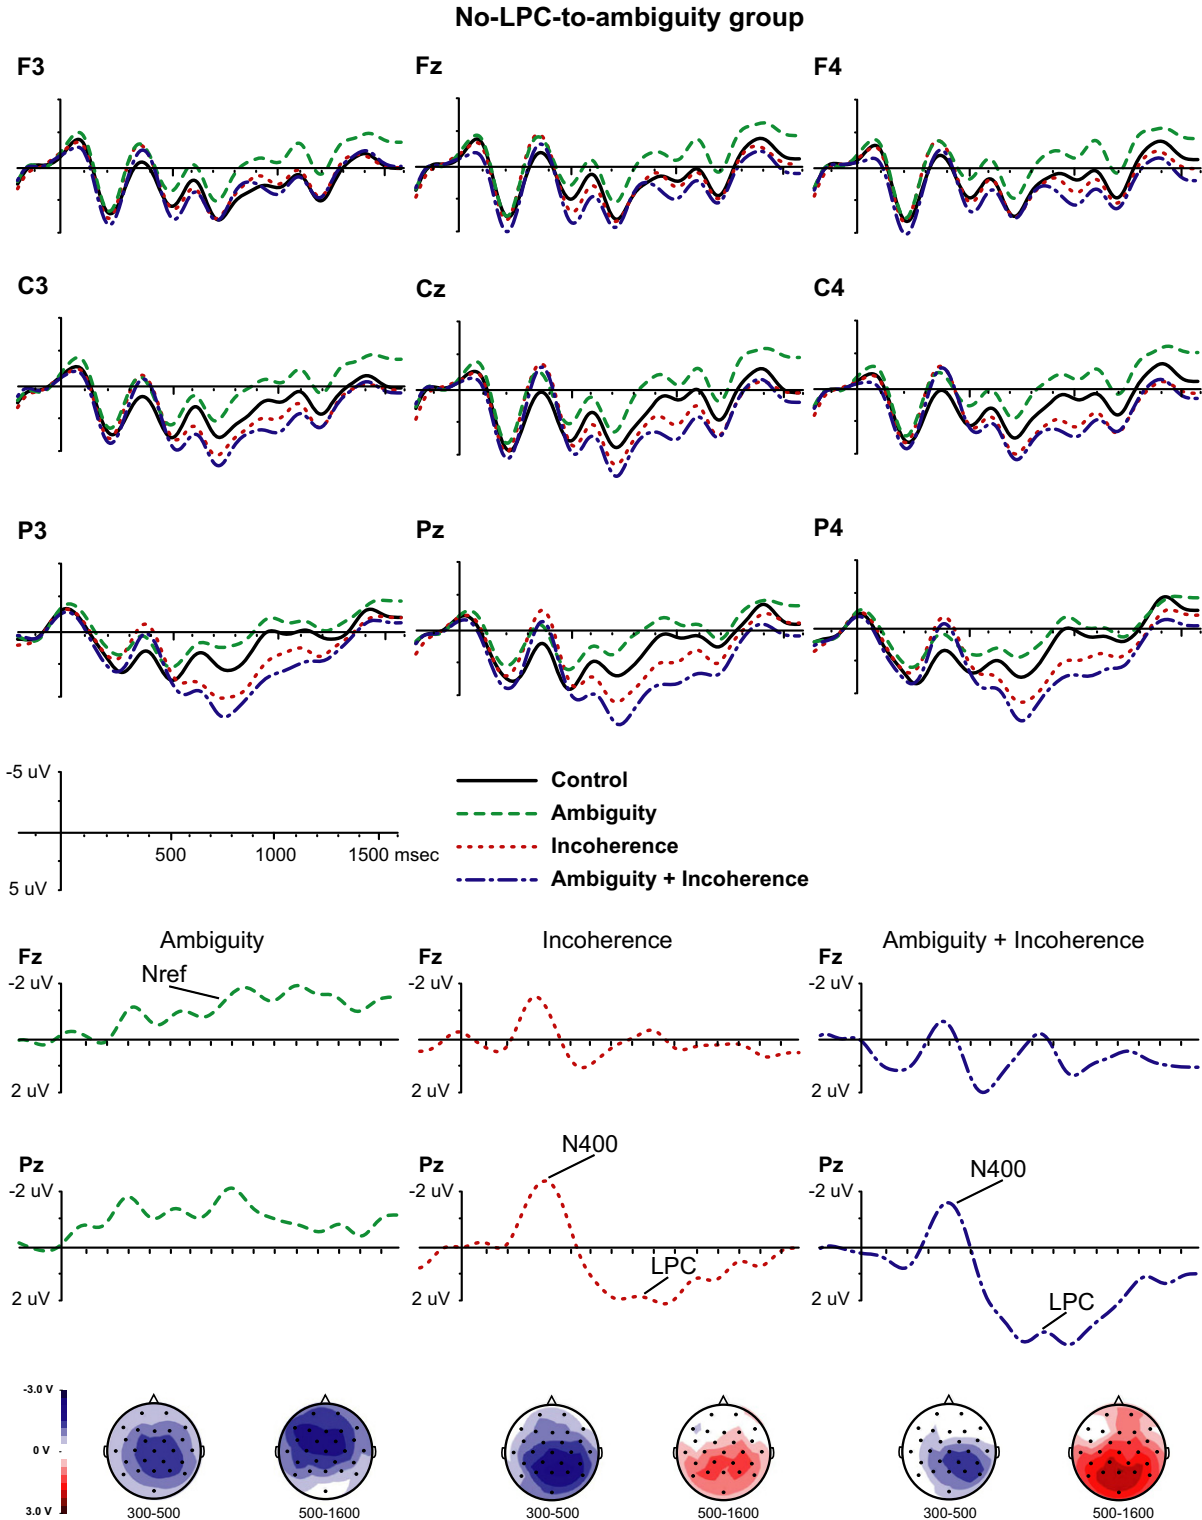 No-LPC-to-ambiguity group
F3 Fz F4
C3 Cz C4
P3 Pz P4
-5 uV
500 1000 1500 msec
5 uV
Control
Ambiguity
Incoherence
Ambiguity + Incoherence
Ambiguity Incoherence Ambiguity + Incoherence
Fz Fz Fz
Nref
-2 uV -2 uV -2 uV
2 uV 2 uV 2 uV
N400
Pz Pz Pz
N400
-2 uV -2 uV -2 uV
LPC
LPC
2 uV 2 uV 2 uV
-3.0 V
0 V
3.0 V
300-500 500-1600 300-500 500-1600 300-500 500-1600